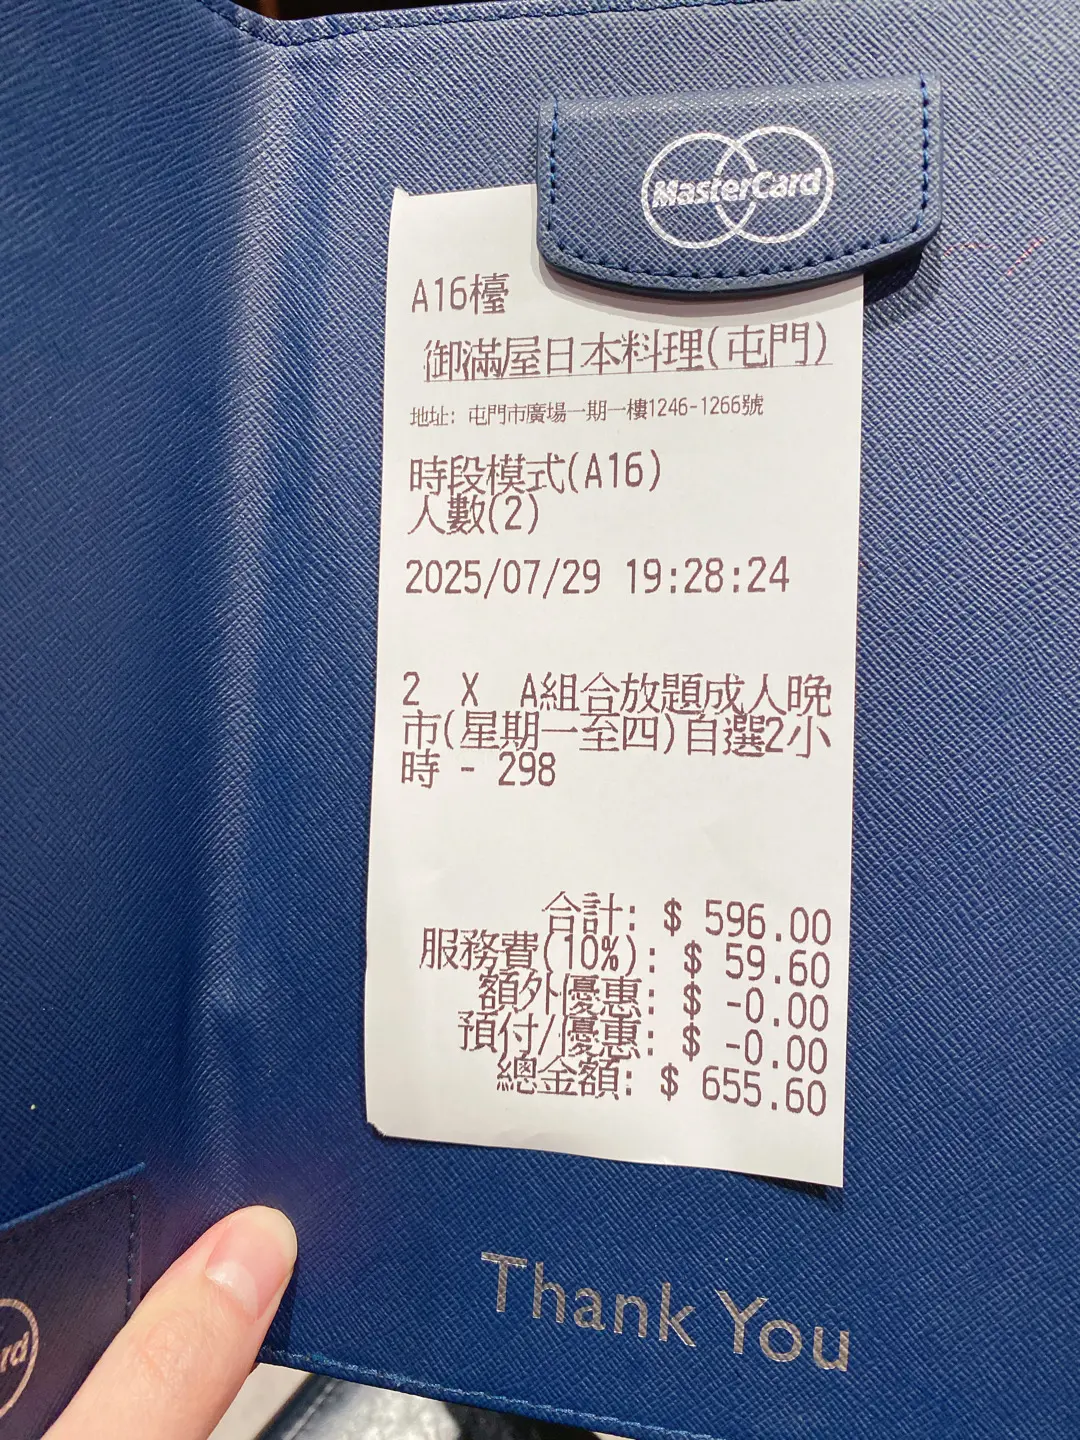 MasterCard
A16檯
御滿屋日本料理(屯門)
地址: 屯門市廣場一期一樓1246-1266號
時段模式(A16)
人數(2)
2025/07/29 19:28:24
2 X A組合放題成人晚
市(星期一至四)自選2小
時 - 298
合計: $ 596.00
服務費(10%): $ 59.60
額外優惠: $ -0.00
預付/優惠: $ -0.00
總金額: $ 655.60
Thank You
rd